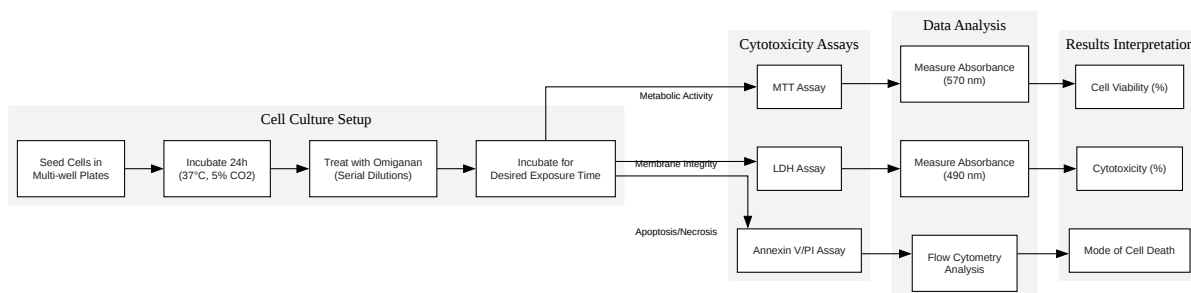 Cell Culture Setup
Seed Cells in
Multi-well Plates
Incubate 24h
(37°C, 5% CO2)
Treat with Omiganan
(Serial Dilutions)
Incubate for
Desired Exposure Time
Metabolic Activity
Membrane Integrity
Apoptosis/Necrosis
Cytotoxicity Assays
MTT Assay
LDH Assay
Annexin V/PI Assay
Data Analysis
Measure Absorbance
(570 nm)
Measure Absorbance
(490 nm)
Flow Cytometry
Analysis
Results Interpretation
Cell Viability (%)
Cytotoxicity (%)
Mode of Cell Death